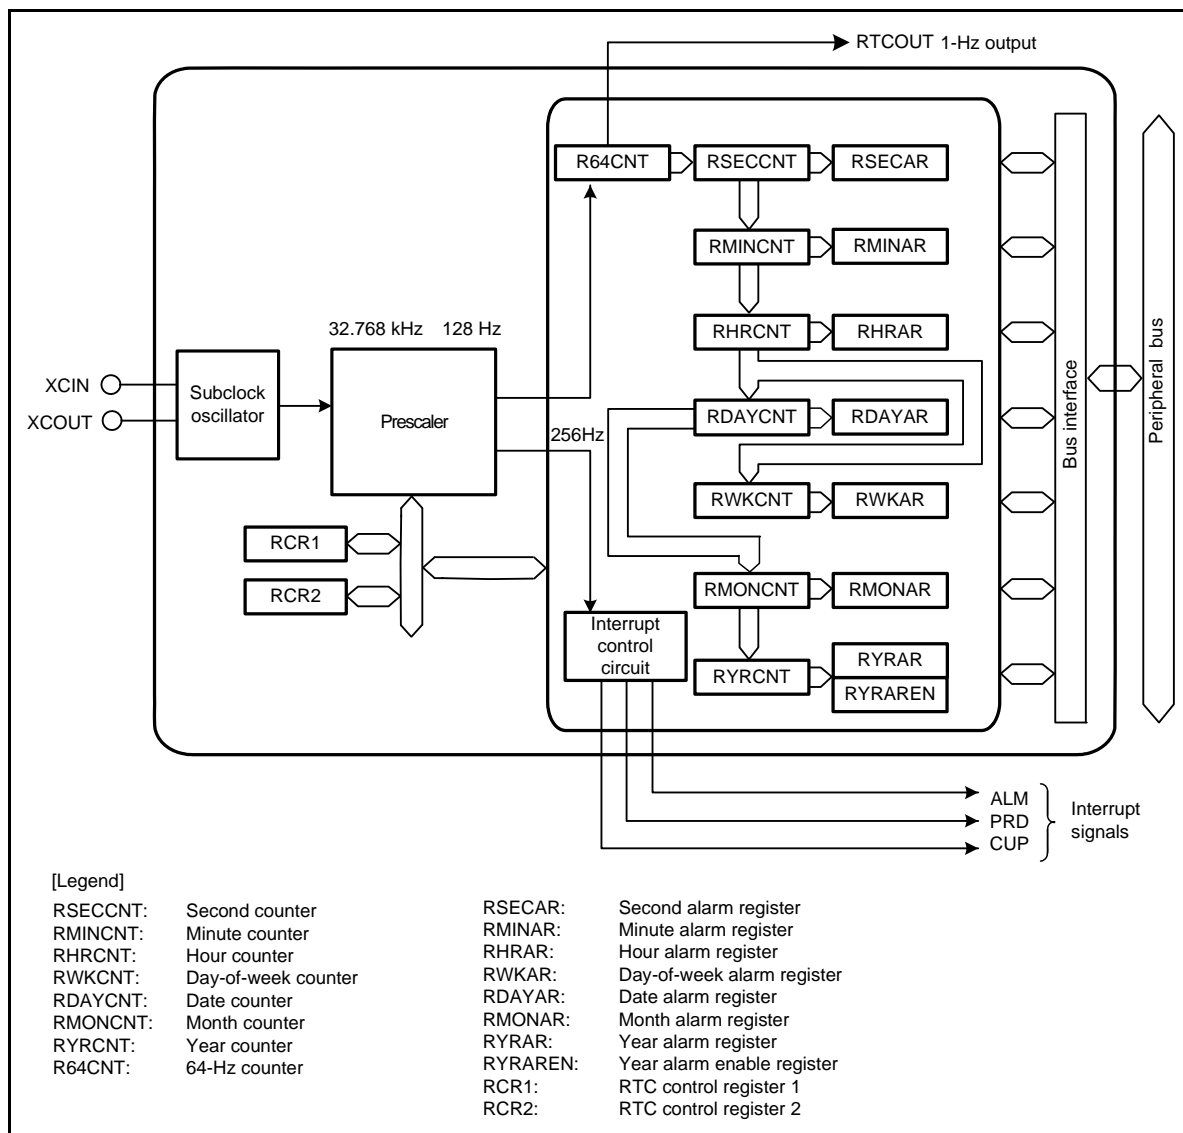 RTCOUT 1-Hz output
R64CNT
RSECCNT
RSECAR
RMINCNT
RMINAR
32.768 kHz 128 Hz
RHRCNT
RHRAR
XCIN
XCOUT
Subclock
oscillator
Prescaler
256Hz
RDAYCNT
RDAYAR
RWKCNT
RWKAR
RCR1
RCR2
RMONCNT
RMONAR
Interrupt
control
circuit
RYRCNT
RYRAR
RYRAREN
Bus interface
Peripheral bus
ALM
PRD
CUP
Interrupt
signals
[Legend]
RSECCNT: Second counter
RMINCNT: Minute counter
RHRCNT: Hour counter
RWKCNT: Day-of-week counter
RDAYCNT: Date counter
RMONCNT: Month counter
RYRCNT: Year counter
R64CNT: 64-Hz counter
RSECAR: Second alarm register
RMINAR: Minute alarm register
RHRAR: Hour alarm register
RWKAR: Day-of-week alarm register
RDAYAR: Date alarm register
RMONAR: Month alarm register
RYRAR: Year alarm register
RYRAREN: Year alarm enable register
RCR1: RTC control register 1
RCR2: RTC control register 2